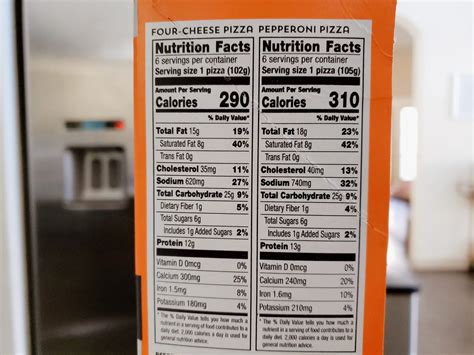 FOUR-CHEESE PIZZA
Nutrition Facts
6 servings per container
Serving size 1 pizza (102g)
Amount Per Serving
Calories 290
% Daily Value*
Total Fat 15g 19%
Saturated Fat 8g 40%
Trans Fat 0g
Cholesterol 35mg 11%
Sodium 620mg 27%
Total Carbohydrate 25g 9%
Dietary Fiber 1g 5%
Total Sugars 6g
Includes 1g Added Sugars 2%
Protein 12g
Vitamin D 0mcg 0%
Calcium 300mg 25%
Iron 1.5mg 8%
Potassium 180mg 4%
* The % Daily Value tells you how much a
nutrient in a serving of food contributes to a
daily diet. 2,000 calories a day is used for
general nutrition advice.
PEPPERONI PIZZA
Nutrition Facts
6 servings per container
Serving size 1 pizza (105g)
Amount Per Serving
Calories 310
% Daily Value*
Total Fat 18g 23%
Saturated Fat 8g 42%
Trans Fat 0g
Cholesterol 40mg 13%
Sodium 740mg 32%
Total Carbohydrate 25g 9%
Dietary Fiber 1g 4%
Total Sugars 6g
Includes 1g Added Sugars 2%
Protein 13g
Vitamin D 0mcg 0%
Calcium 240mg 20%
Iron 1.6mg 10%
Potassium 210mg 4%
* The % Daily Value tells you how much a
nutrient in a serving of food contributes to a
daily diet. 2,000 calories a day is used for
general nutrition advice.